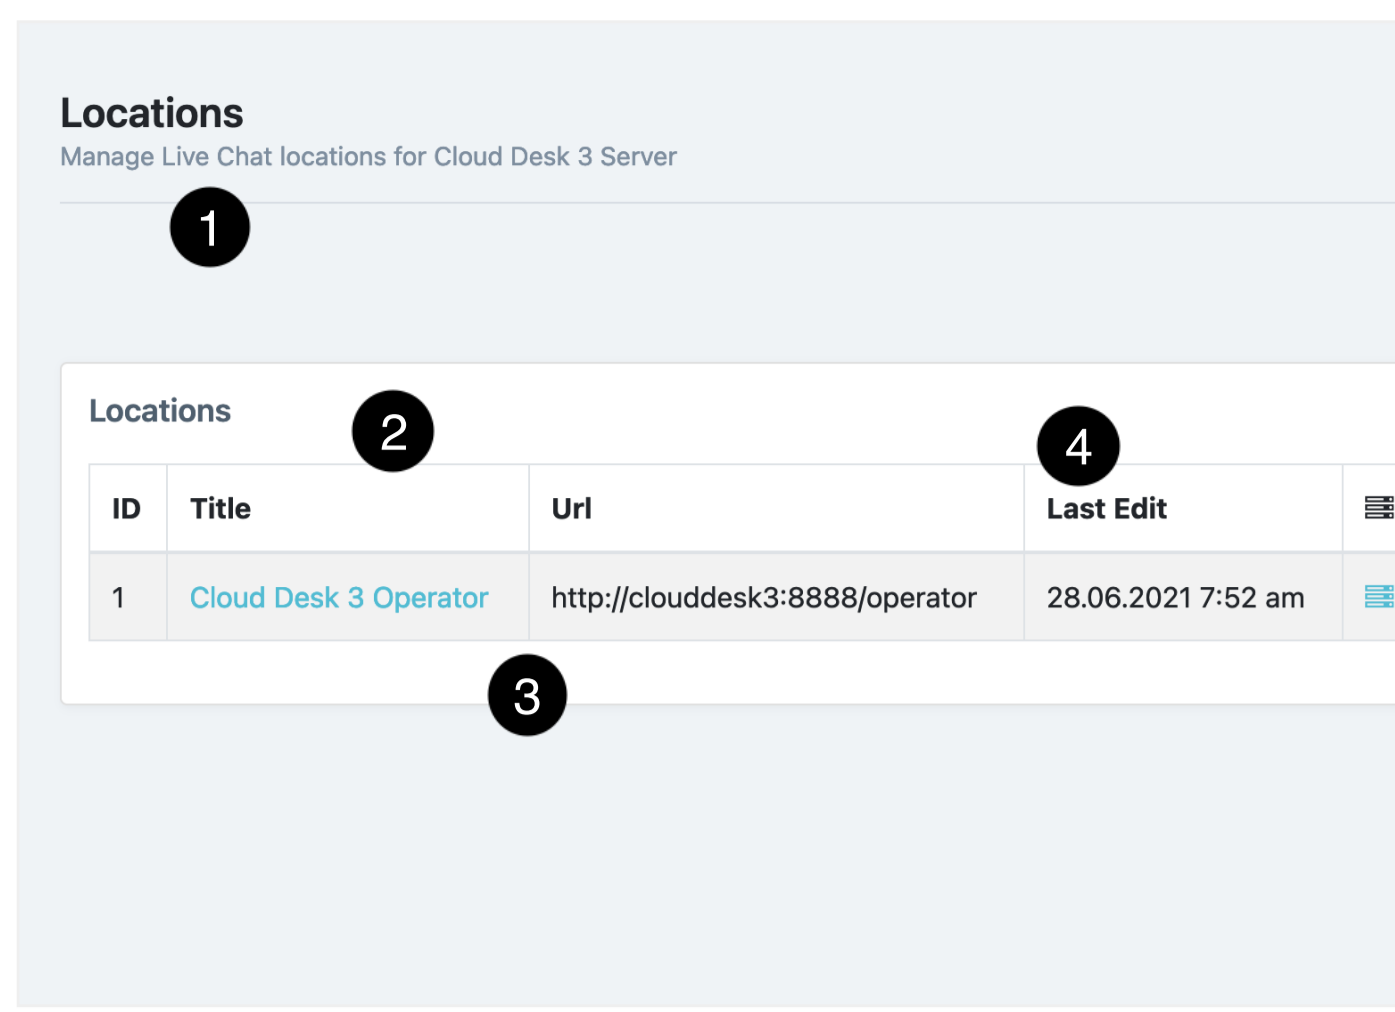 Locations
Manage Live Chat locations for Cloud Desk 3 Server
1
Locations
2
4
ID Title Url Last Edit
1 Cloud Desk 3 Operator http://clouddesk3:8888/operator 28.06.2021 7:52 am
3